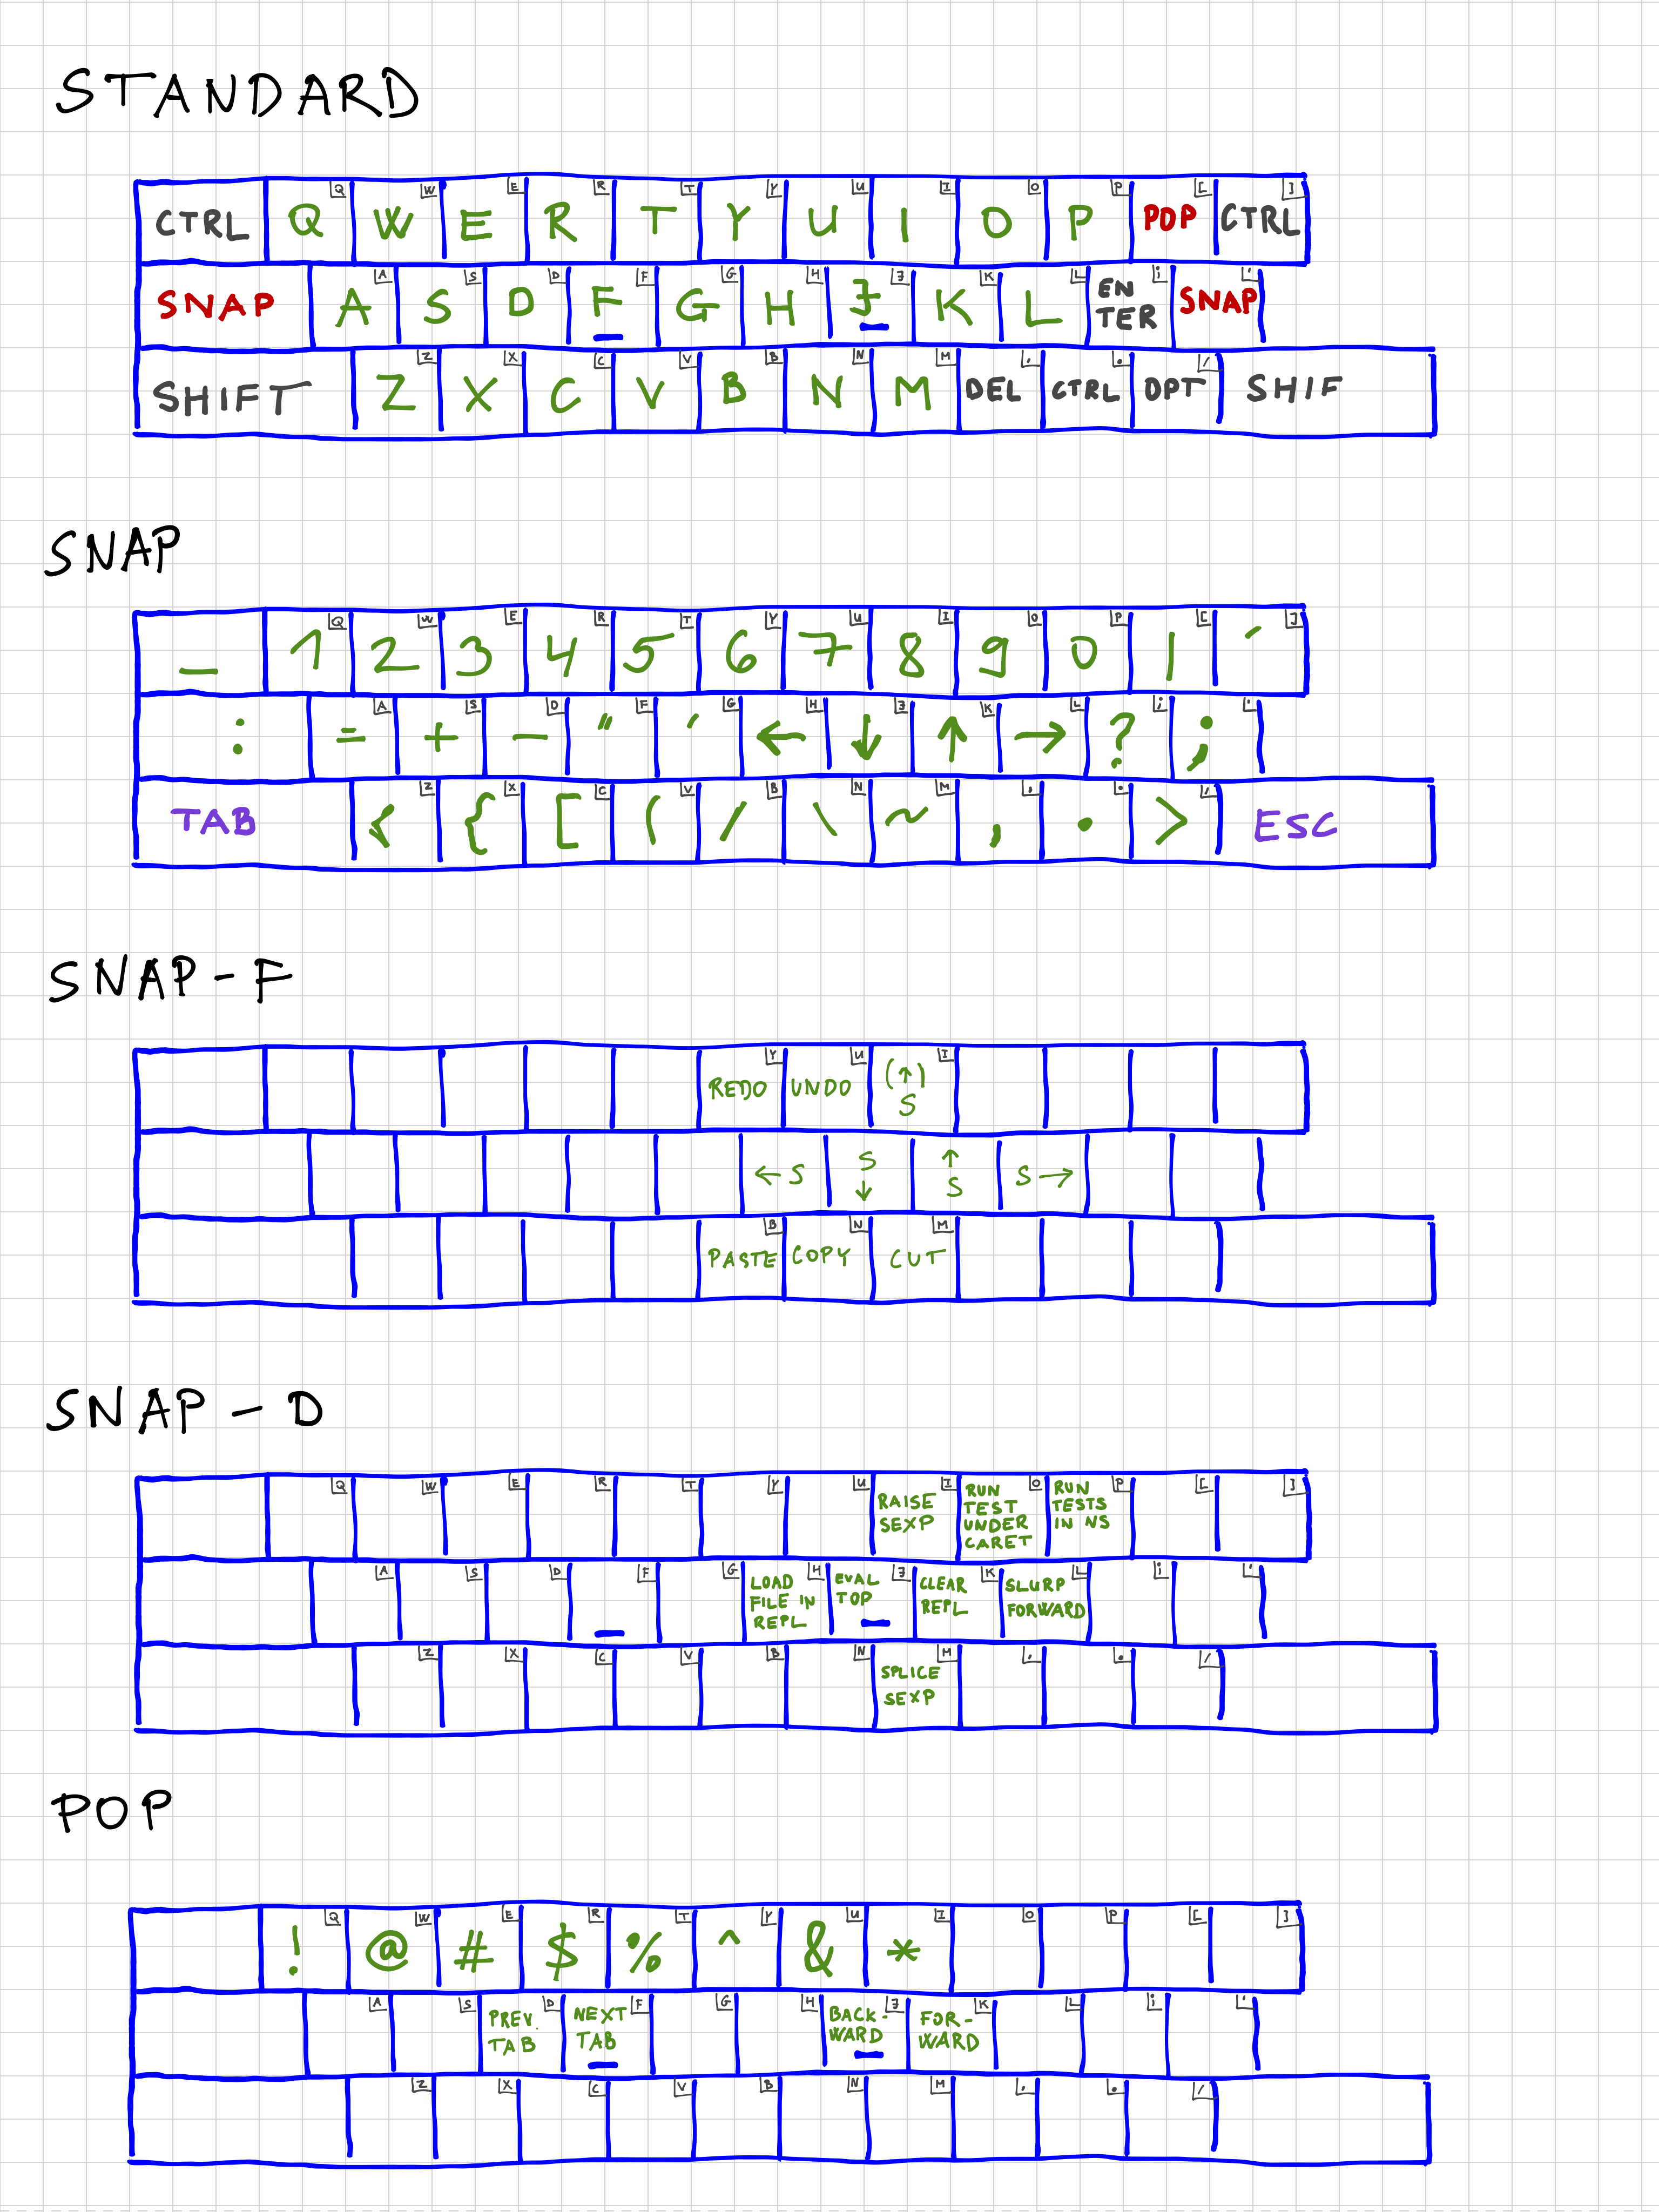 STANDARD
Q W E R T Y U I O P [ ]
CTRL Q W E R T Y U I O P POP CTRL
A S D F G H J K L ; '
SNAP A S D F G H J K L EN TER SNAP
Z X C V B N M , . /
SHIFT Z X C V B N M DEL CTRL OPT SHIF
SNAP
Q W E R T Y U I O P [ ]
_ 1 2 3 4 5 6 7 8 9 0 | ´
A S D F G H J K L ; '
: = + - " ' ← ↓ ↑ → ? ;
Z X C V B N M , . /
TAB < { [ ( / \ ~ , . > ESC
SNAP-F
Y U I
REDO UNDO (↑) S
←S S↓ ↑S S→
B N M
PASTE COPY CUT
SNAP - D
Q W E R T Y U I O P [ ]
RAISE SEXP
RUN TEST UNDER CARET
RUN TESTS IN NS
A S D F G H J K L ; '
LOAD FILE IN REPL
EVAL TOP
CLEAR REPL
SLURP FORWARD
Z X C V B N M , . /
SPLICE SEXP
POP
Q W E R T Y U I O P [ ]
! @ # $ % ^ & *
A S D F G H J K L ; '
PREV. TAB
NEXT TAB
BACK-WARD
FOR-WARD
Z X C V B N M , . /